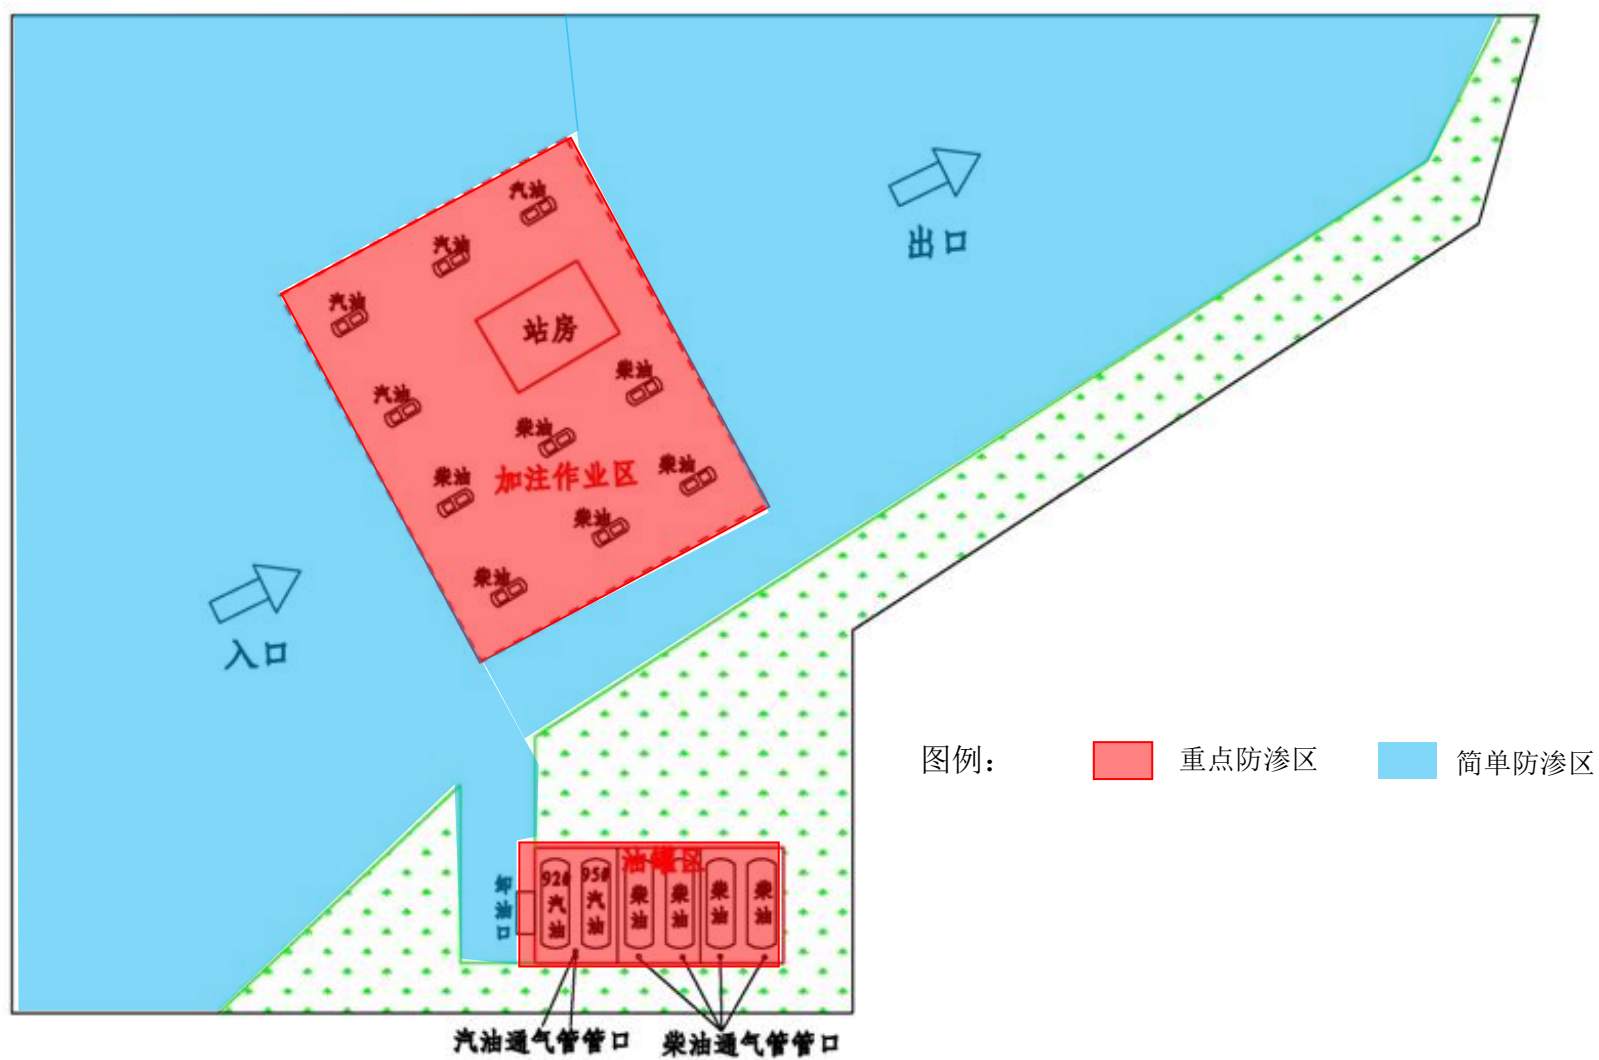 汽油
汽油
出口
汽油
站房
柴油
汽油
柴油
柴油
柴油
加注作业区
柴油
柴油
入口
图例：
重点防渗区
简单防渗区
油罐区
卸油口
92#汽油
95#汽油
柴油
柴油
柴油
柴油
汽油通气管管口
柴油通气管管口